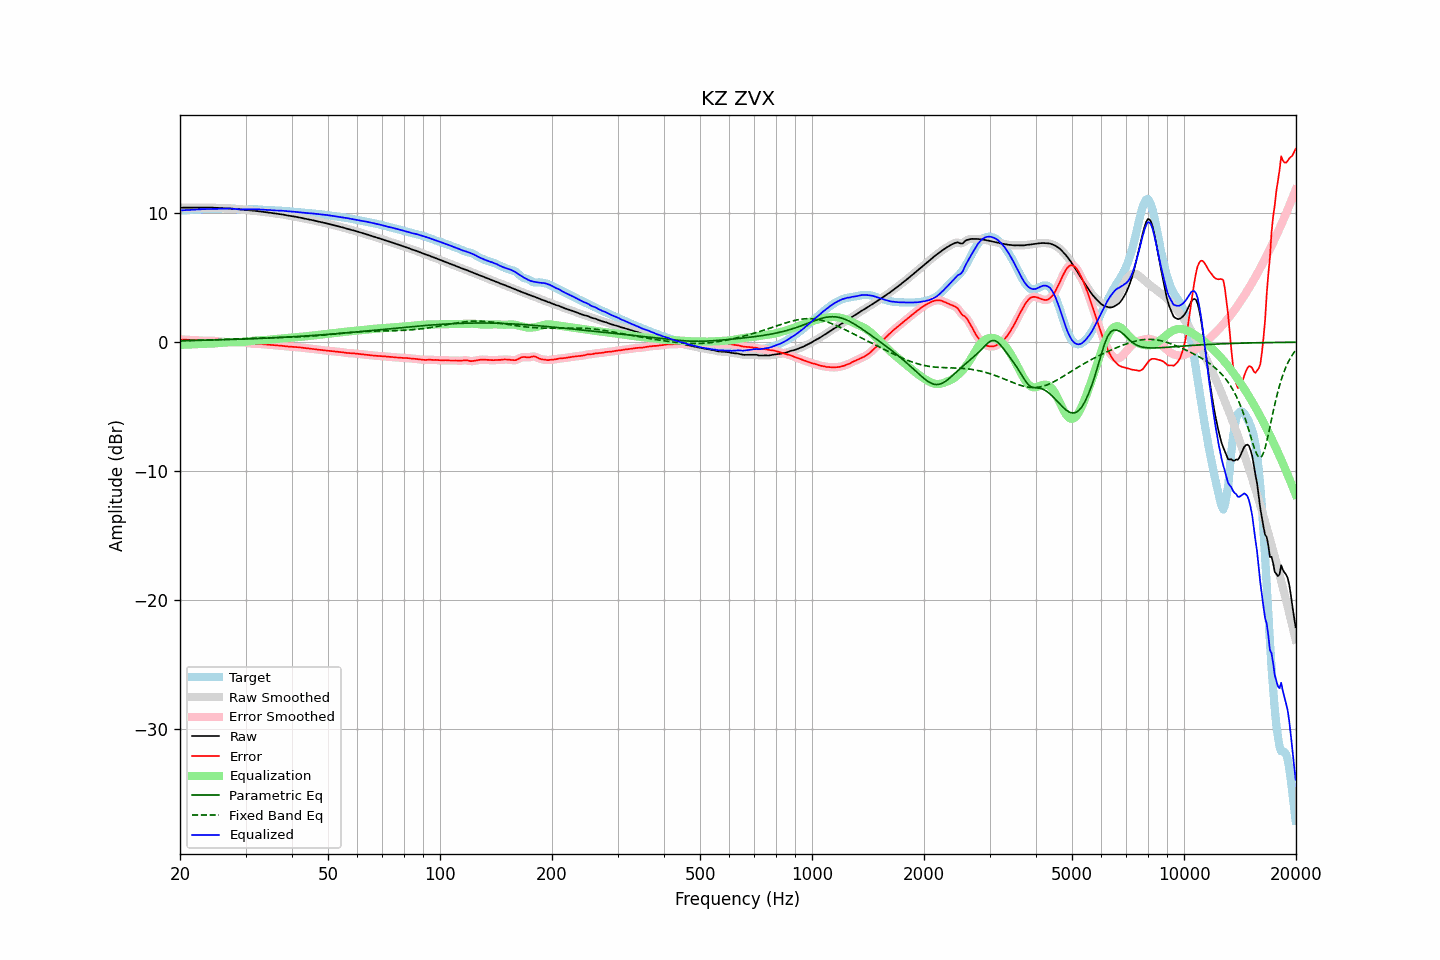 KZ ZVX
Amplitude (dBr)
10
0
−10
−20
−30
Target
Raw Smoothed
Error Smoothed
Raw
Error
Equalization
Parametric Eq
Fixed Band Eq
Equalized
20 50 100 200 500 1000 2000 5000 10000 20000
Frequency (Hz)